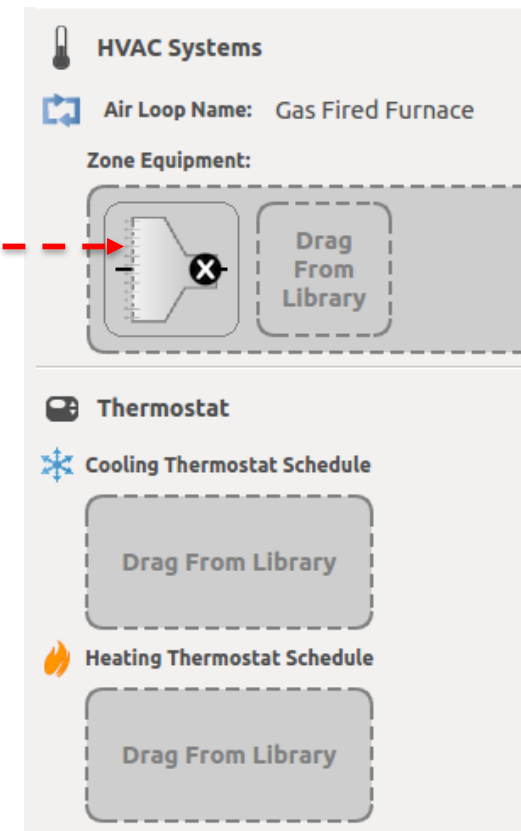 HVAC Systems
Air Loop Name: Gas Fired Furnace
Zone Equipment:
Drag
From
Library
Thermostat
Cooling Thermostat Schedule
Drag From Library
Heating Thermostat Schedule
Drag From Library